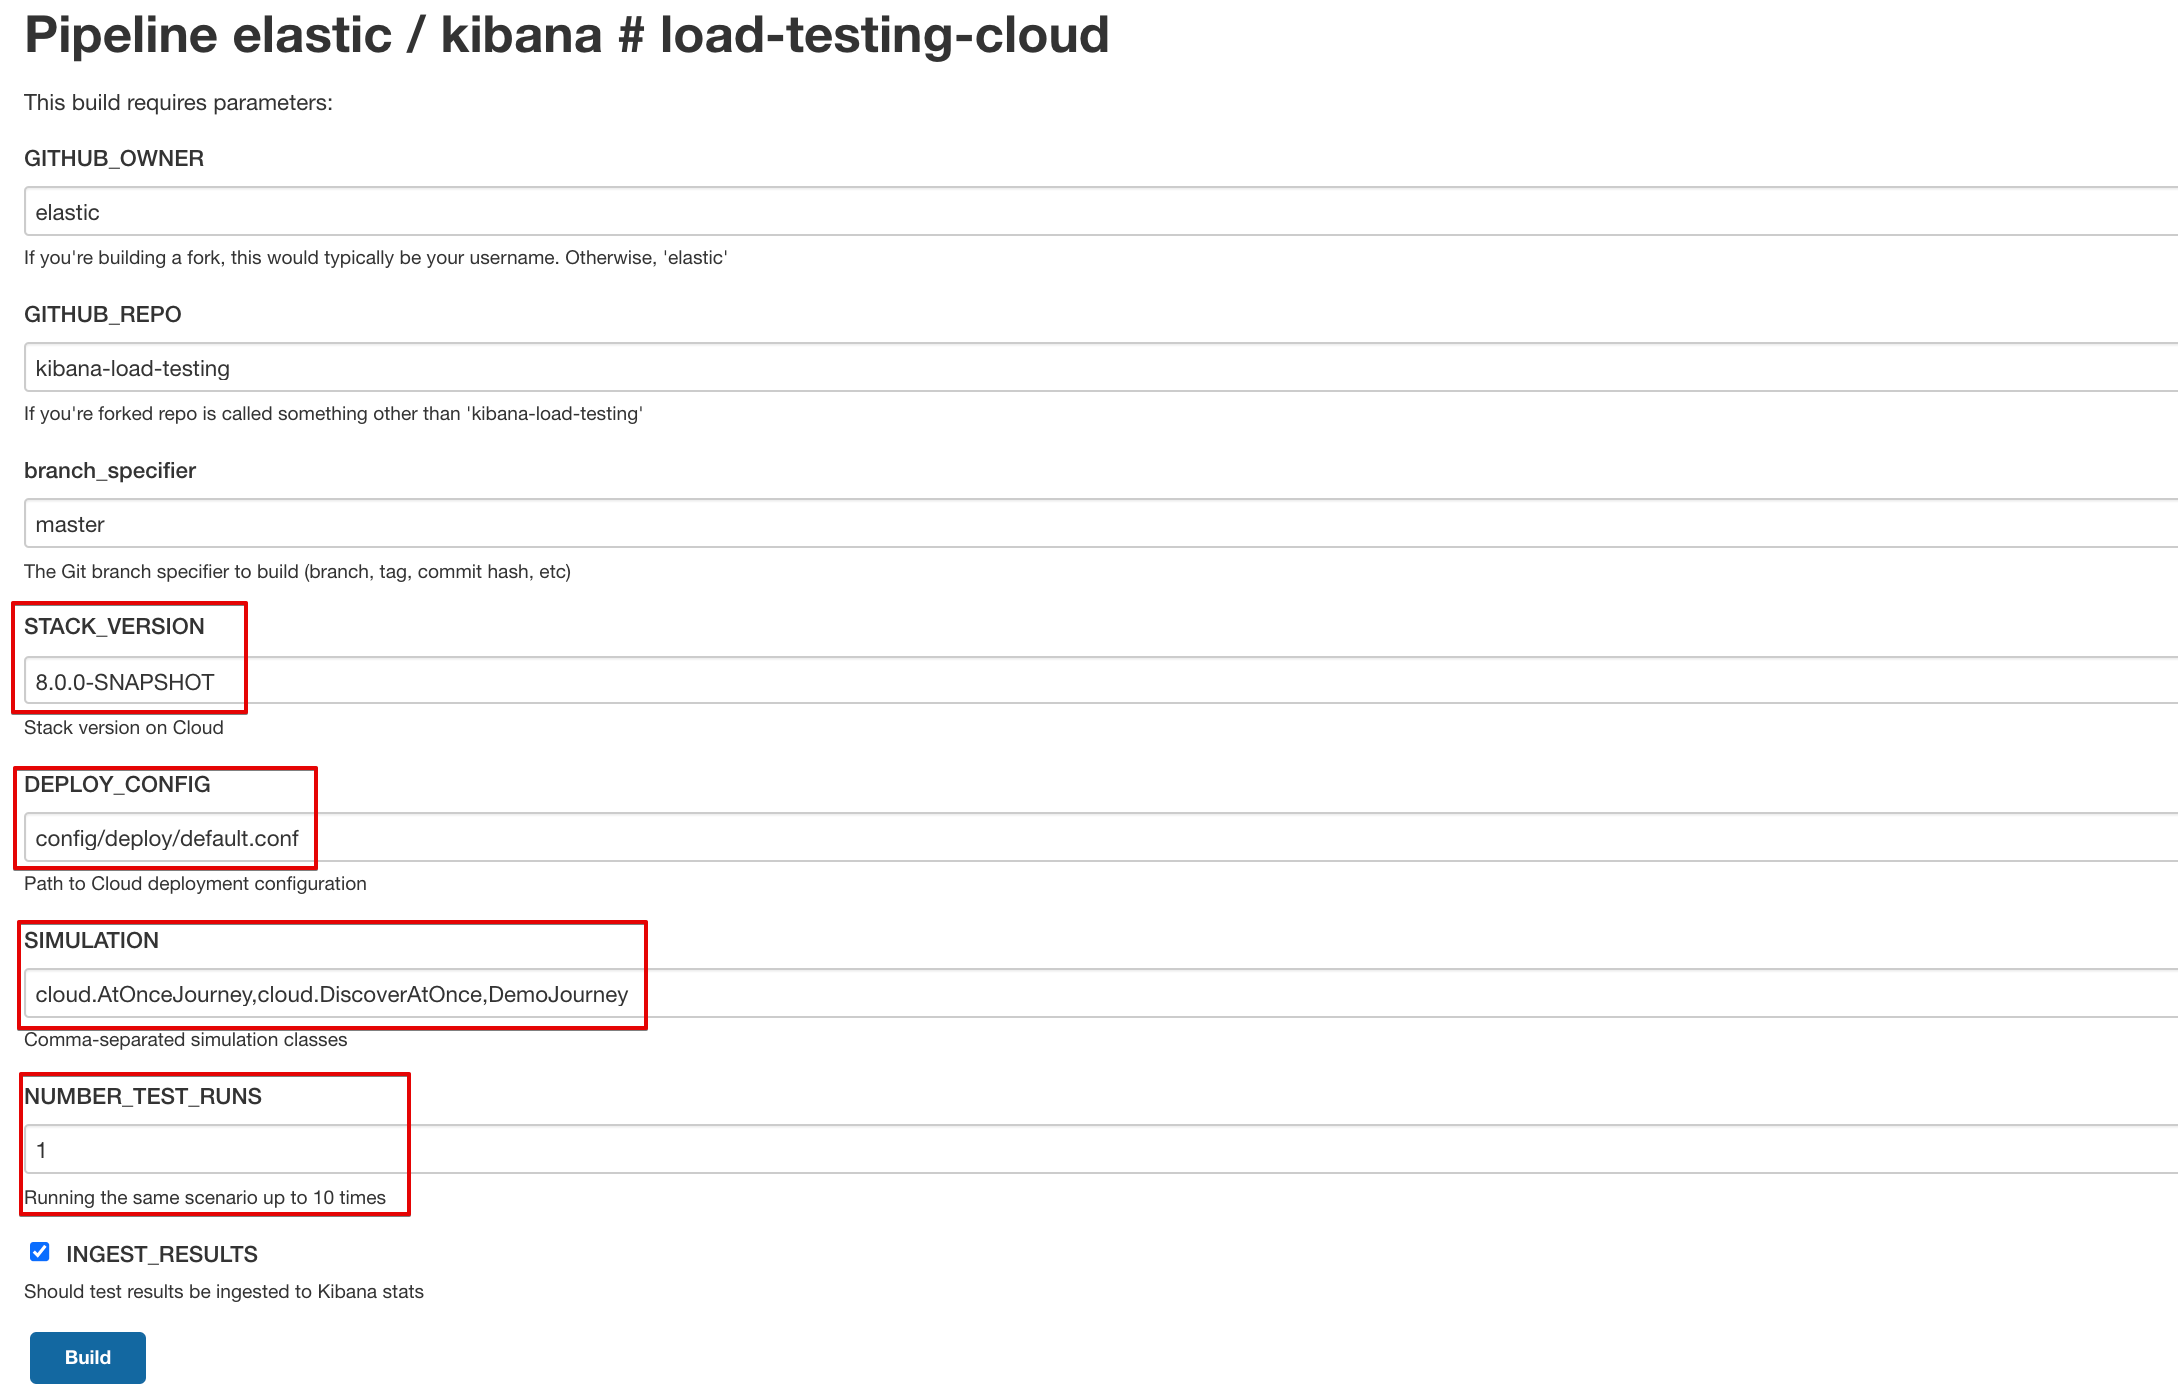 Pipeline elastic / kibana # load-testing-cloud
This build requires parameters:
GITHUB_OWNER
elastic
If you're building a fork, this would typically be your username. Otherwise, 'elastic'
GITHUB_REPO
kibana-load-testing
If you're forked repo is called something other than 'kibana-load-testing'
branch_specifier
master
The Git branch specifier to build (branch, tag, commit hash, etc)
STACK_VERSION
8.0.0-SNAPSHOT
Stack version on Cloud
DEPLOY_CONFIG
config/deploy/default.conf
Path to Cloud deployment configuration
SIMULATION
cloud.AtOnceJourney,cloud.DiscoverAtOnce,DemoJourney
Comma-separated simulation classes
NUMBER_TEST_RUNS
1
Running the same scenario up to 10 times
INGEST_RESULTS
Should test results be ingested to Kibana stats
Build